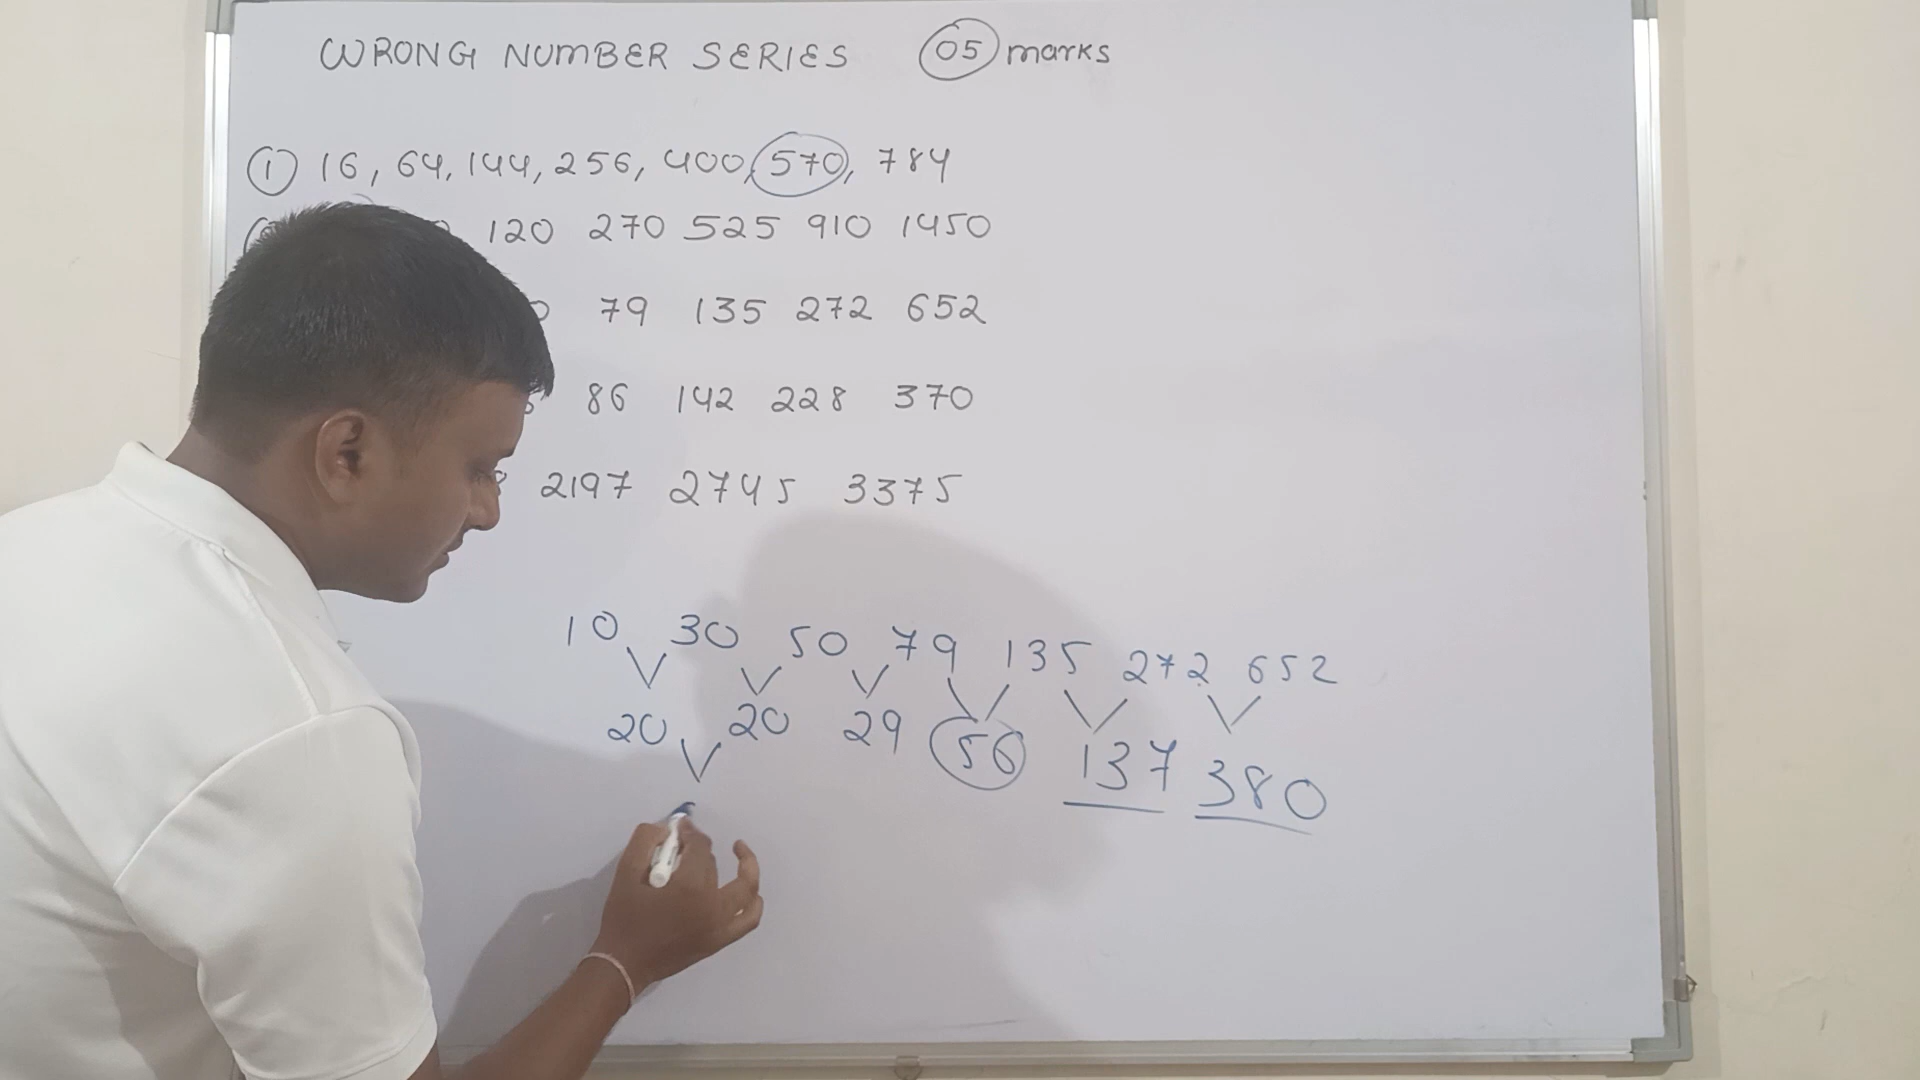 WRONG NUMBER SERIES 05 marks
① 16, 64, 144, 256, 400, 570, 784
120 270 525 910 1450
79 135 272 652
86 142 228 370
2197 2745 3375
10 30 50 79 135 272 652
20 20 29 56 137 380